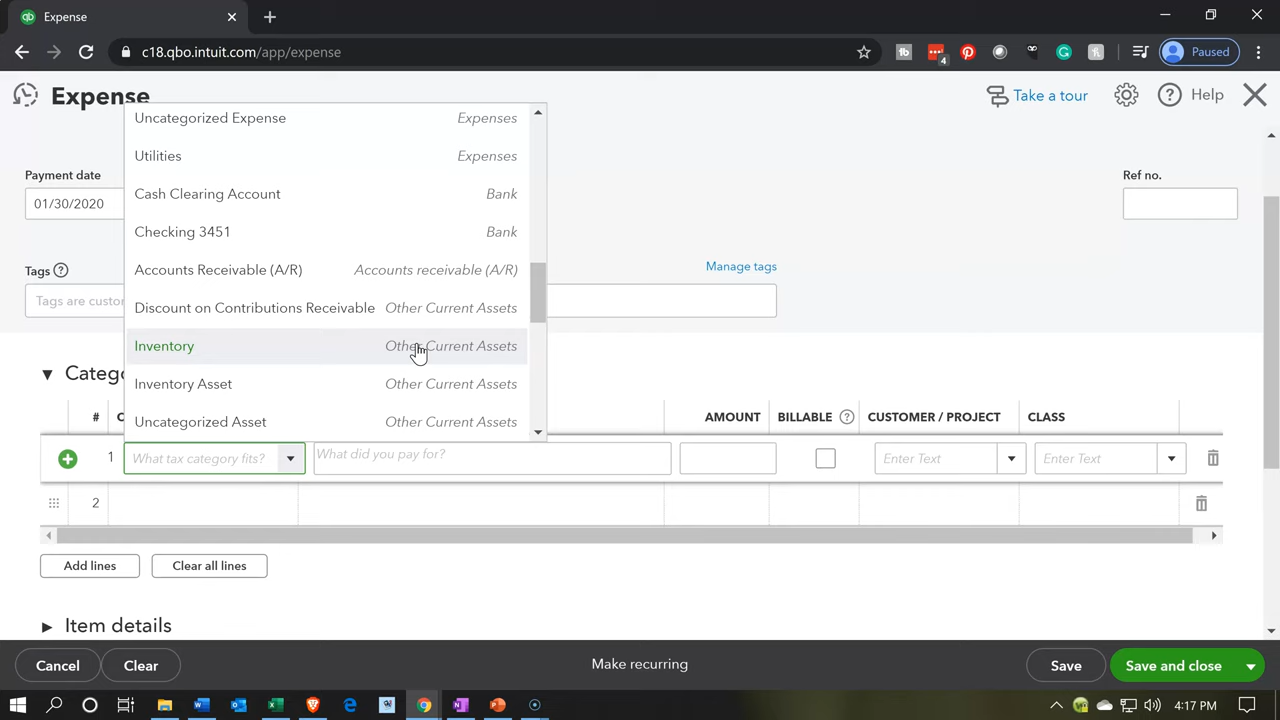 Expense
c18.qbo.intuit.com/app/expense
4
Paused
Expense
Take a tour
Help
Payment date
Ref no.
01/30/2020
Tags
Manage tags
Tags are custor
Uncategorized Expense Expenses
Utilities Expenses
Cash Clearing Account Bank
Checking 3451 Bank
Accounts Receivable (A/R) Accounts receivable (A/R)
Discount on Contributions Receivable Other Current Assets
Inventory Other Current Assets
Inventory Asset Other Current Assets
Uncategorized Asset Other Current Assets
Categ
# C AMOUNT BILLABLE CUSTOMER / PROJECT CLASS
1 What tax category fits? What did you pay for? Enter Text Enter Text
2
Add lines Clear all lines
Item details
Cancel Clear Make recurring Save Save and close
4:17 PM